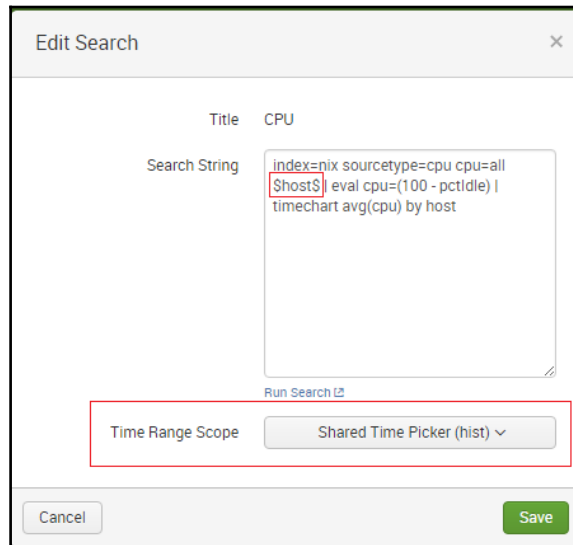 Edit Search
Title CPU
Search String
index=nix sourcetype=cpu cpu=all
$host$ | eval cpu=(100 - pctIdle) |
timechart avg(cpu) by host
Run Search
Time Range Scope Shared Time Picker (hist)
Cancel Save